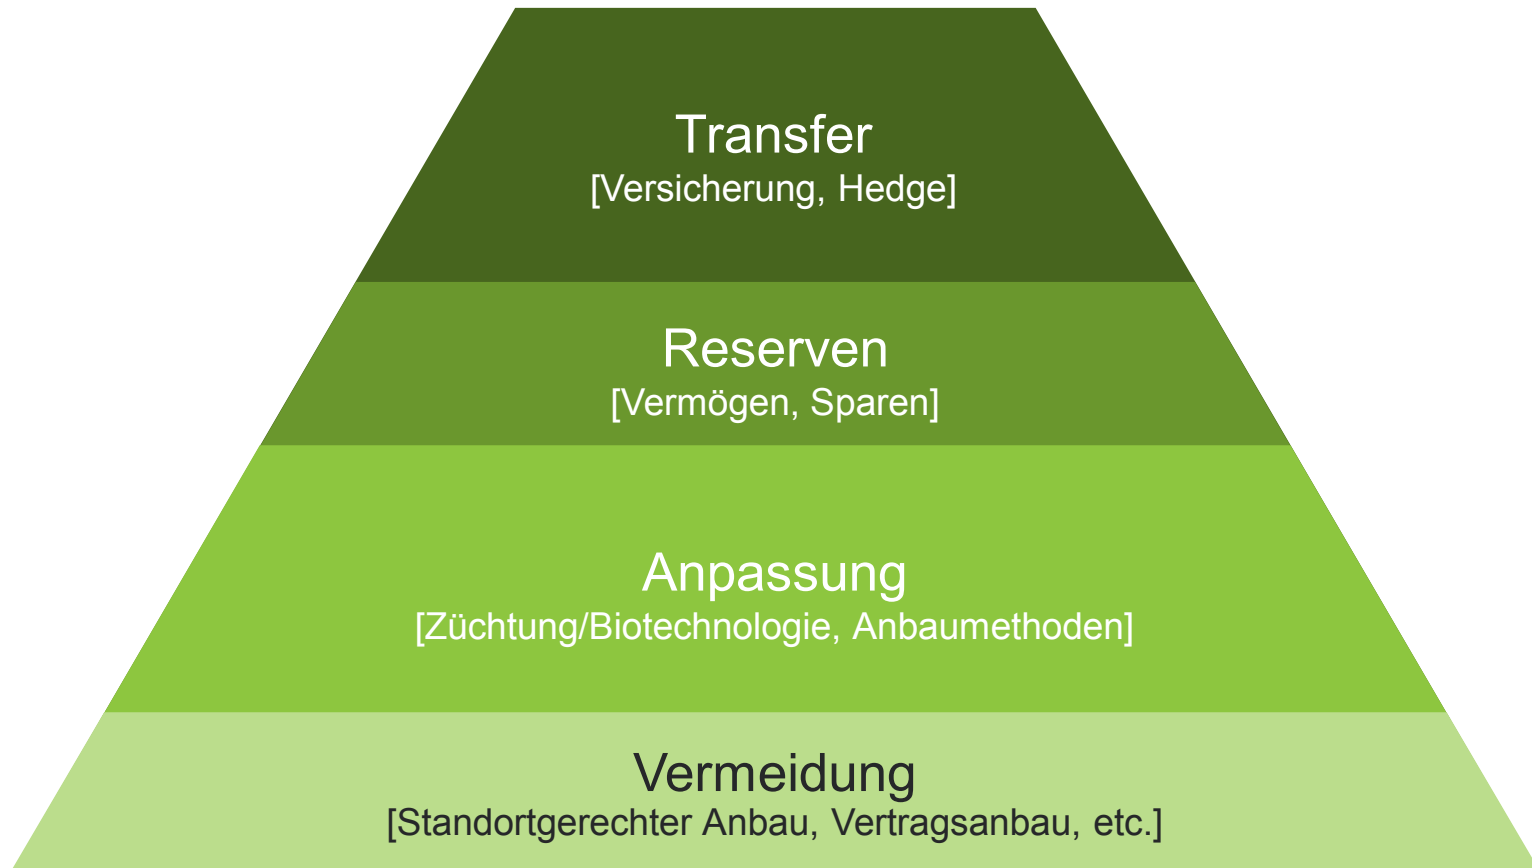 Transfer
[Versicherung, Hedge]
Reserven
[Vermögen, Sparen]
Anpassung
[Züchtung/Biotechnologie, Anbaumethoden]
Vermeidung
[Standortgerechter Anbau, Vertragsanbau, etc.]